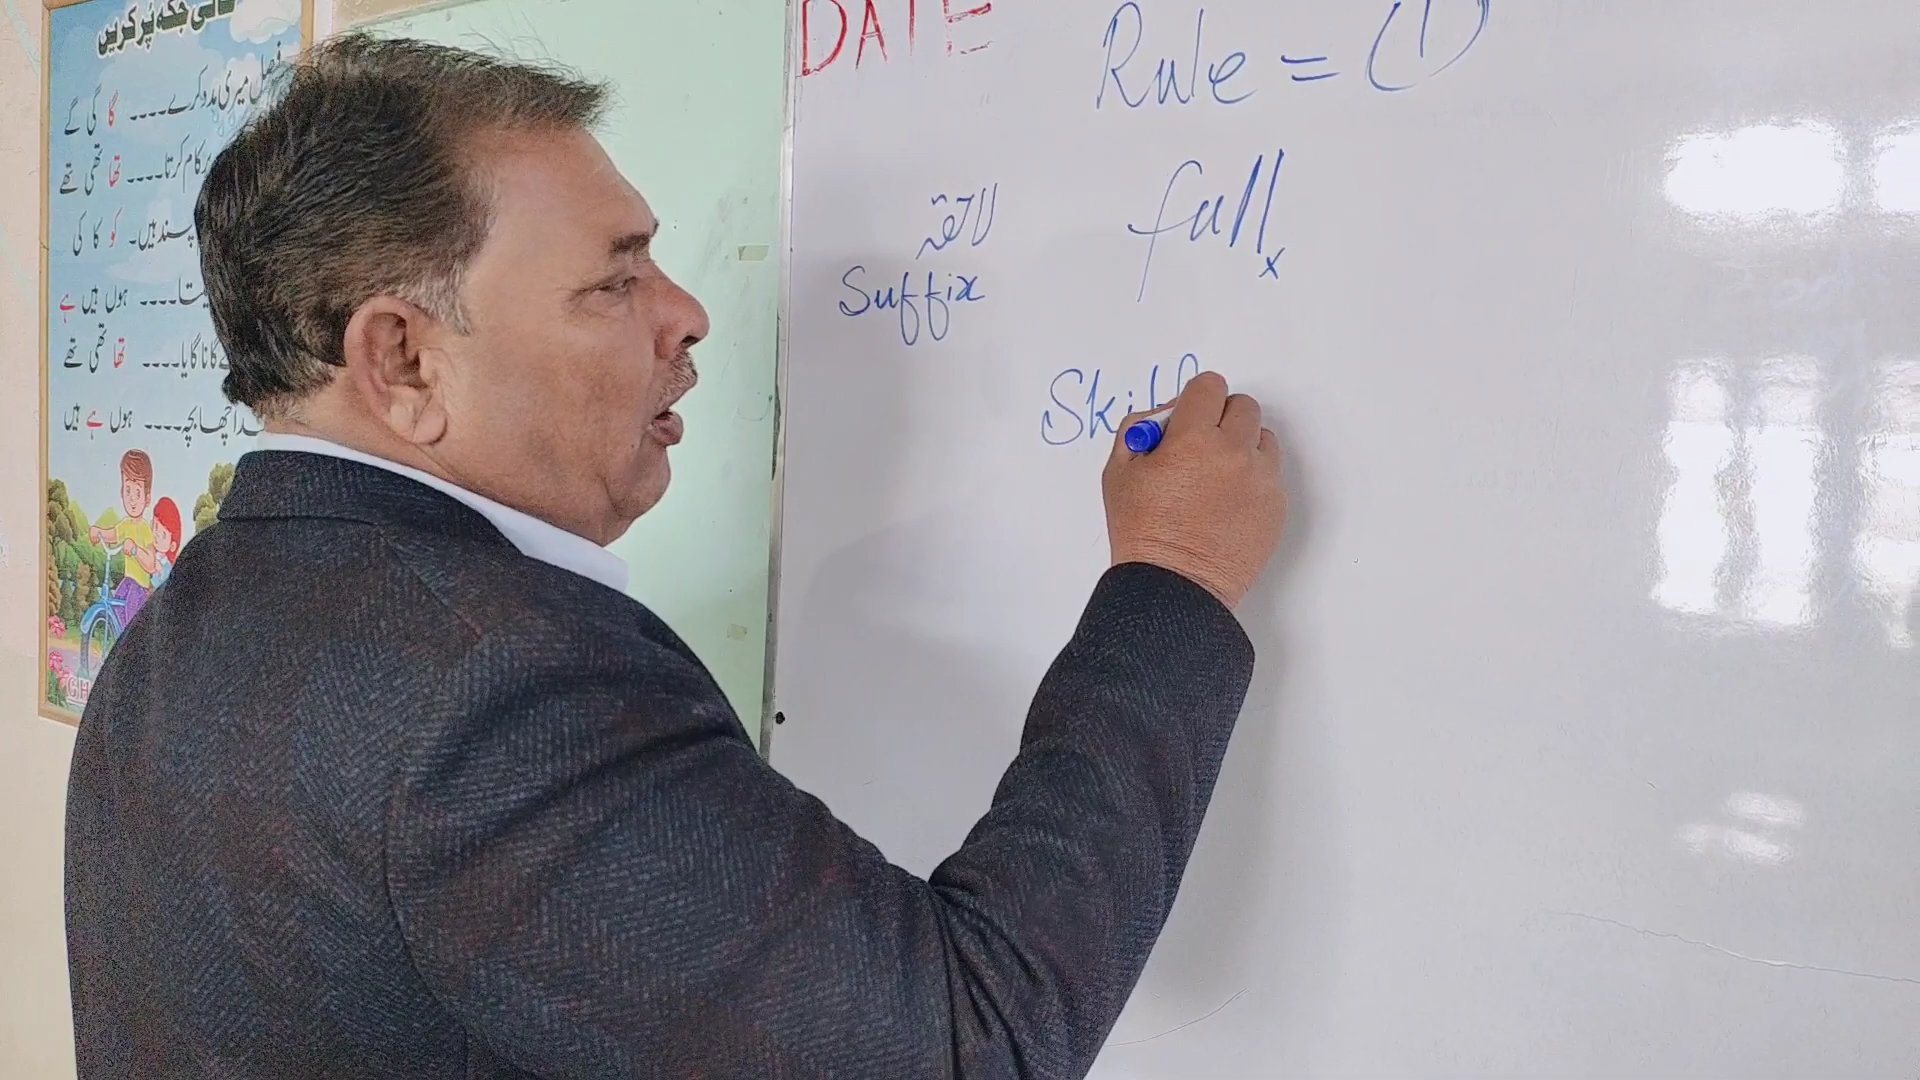 جگہ پُر کریں
فصل میری مدد کرے .... گا گی گے
پر کام کرتا .... تھا تھی تھے
پسند ہیں۔ کو کا کی
.... ہوں ہیں ہے
گانا گایا .... تھا تھی تھے
اچھا بچہ .... ہوں ہے ہیں
CH
DATE
Rule = (1)
لاحقہ
full x
Suffix